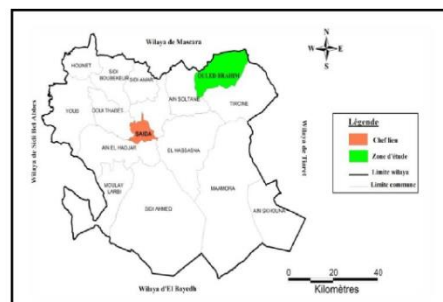 Wilaya de Mascara
N
W E
S
HOUNET
SIDI BOUBEKEUR
SIDI AMAR
OULED BRAHIM
AIN SOLTANE
TIRCINE
YOUB
DOUI THABET
SAIDA
AIN EL HADJAR
EL HASSASNA
MOULAY LARBI
SIDI AHMED
MAAMORA
AIN SKHOUNA
Wilaya de Sidi Bel Abbes
Wilaya de Tiaret
Wilaya d'El Bayedh
Légende
Chef lieu
Zone d'étude
Limite wilaya
Limite commune
0 20 40
Kilomètres